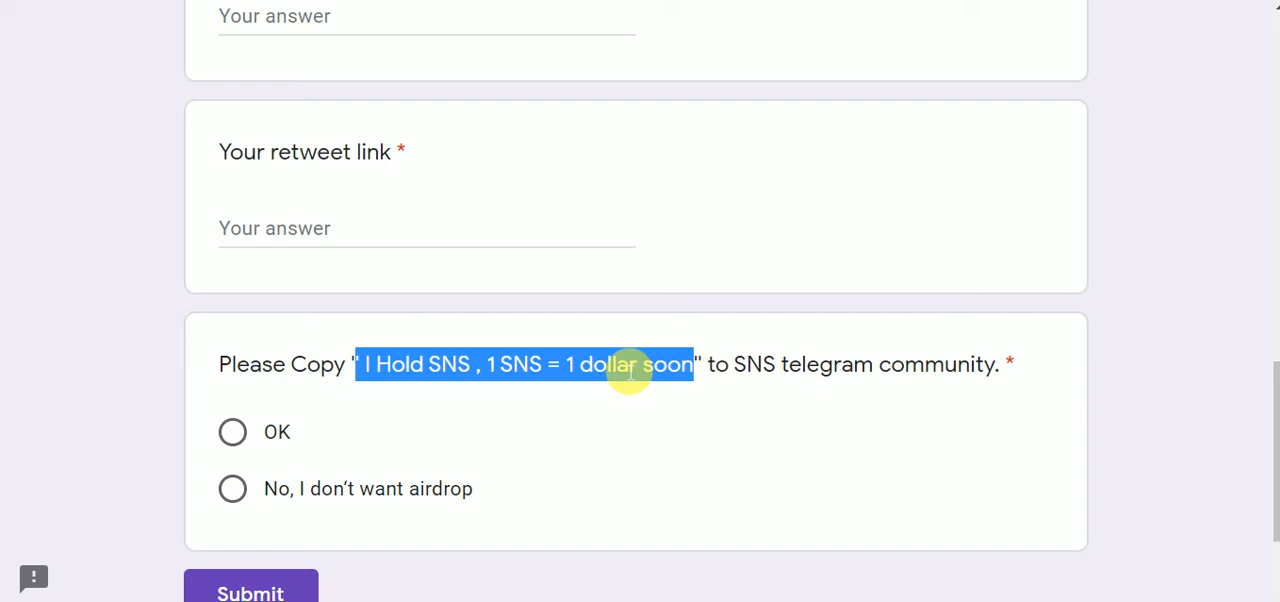 Your answer
Your retweet link *
Your answer
Please Copy " I Hold SNS , 1 SNS = 1 dollar soon" to SNS telegram community. *
OK
No, I don't want airdrop
Submit